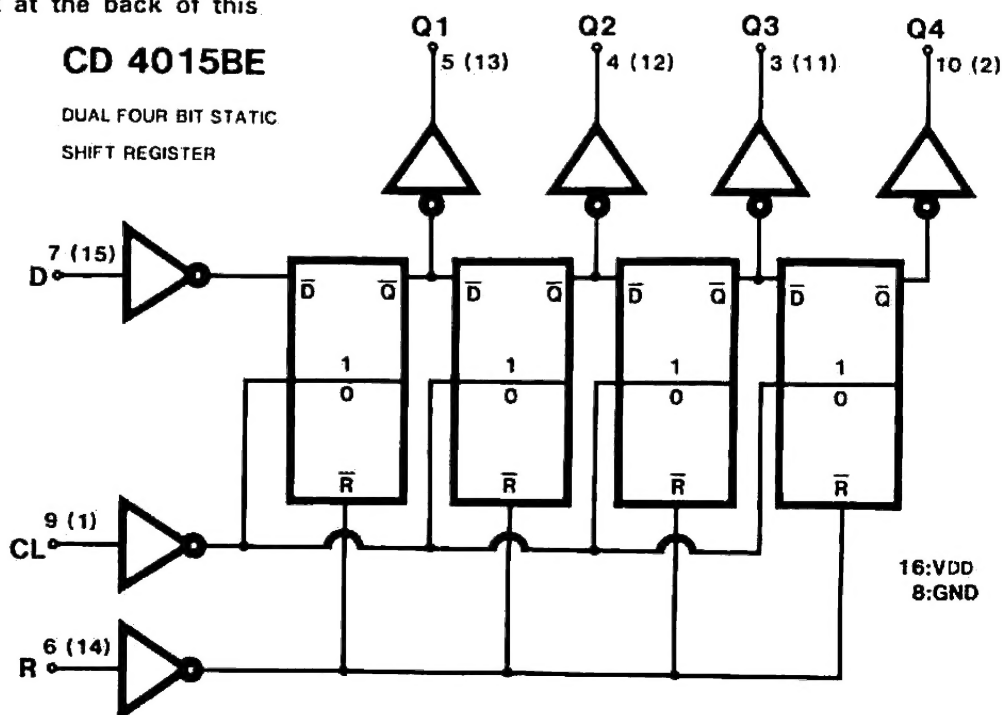 at the back of this
CD 4015BE
DUAL FOUR BIT STATIC
SHIFT REGISTER
Q1 Q2 Q3 Q4
5 (13) 4 (12) 3 (11) 10 (2)
D 7 (15)
D̅ Q̅ D̅ Q̅ D̅ Q̅ D̅ Q̅
1 1 1 1
0 0 0 0
R̅ R̅ R̅ R̅
CL 9 (1)
16:VDD
8:GND
R 6 (14)